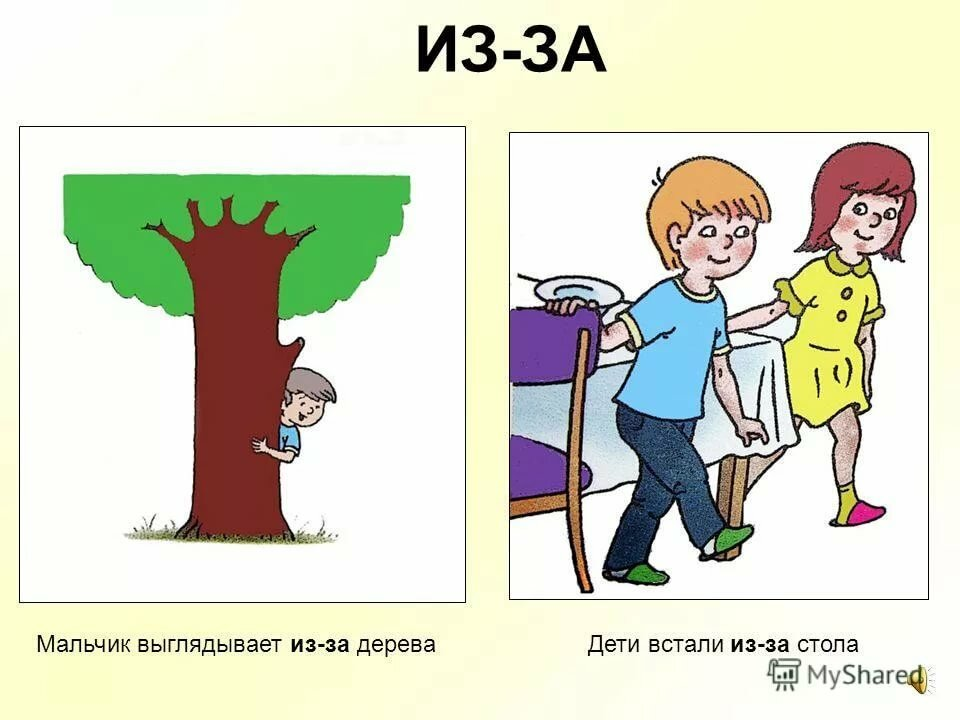 ИЗ-ЗА
Мальчик выглядывает из-за дерева
Дети встали из-за стола
MyShared